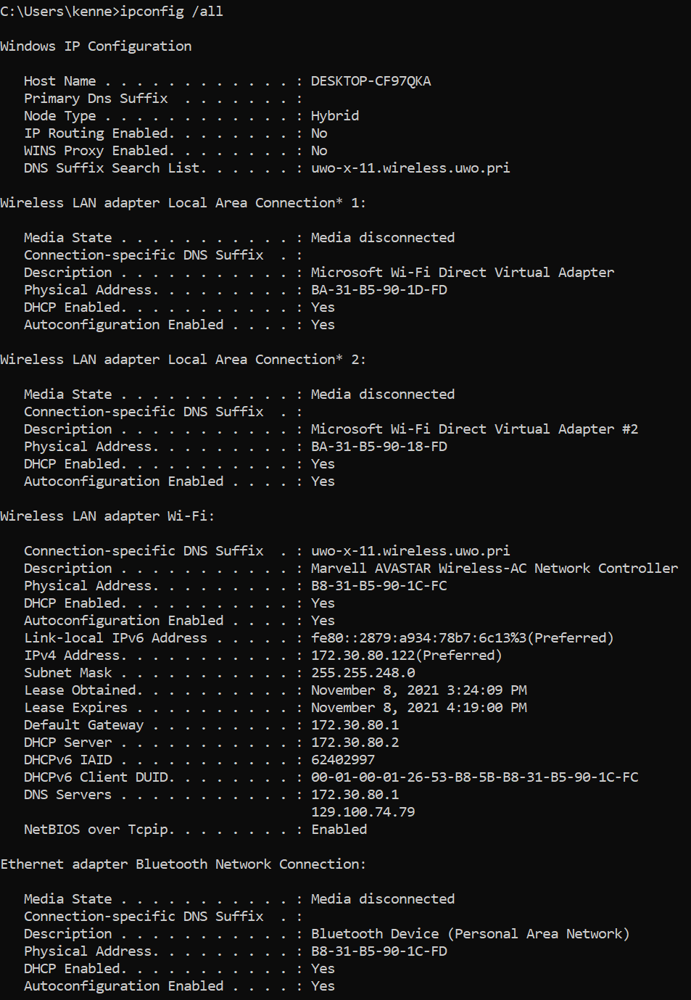 C:\Users\kenne>ipconfig /all
Windows IP Configuration
Host Name . . . . . . . . . . . . : DESKTOP-CF97QKA
Primary Dns Suffix  . . . . . . . :
Node Type . . . . . . . . . . . . : Hybrid
IP Routing Enabled. . . . . . . . : No
WINS Proxy Enabled. . . . . . . . : No
DNS Suffix Search List. . . . . . : uwo-x-11.wireless.uwo.pri
Wireless LAN adapter Local Area Connection* 1:
Media State . . . . . . . . . . . : Media disconnected
Connection-specific DNS Suffix  . :
Description . . . . . . . . . . . : Microsoft Wi-Fi Direct Virtual Adapter
Physical Address. . . . . . . . . : BA-31-B5-90-1D-FD
DHCP Enabled. . . . . . . . . . . : Yes
Autoconfiguration Enabled . . . . : Yes
Wireless LAN adapter Local Area Connection* 2:
Media State . . . . . . . . . . . : Media disconnected
Connection-specific DNS Suffix  . :
Description . . . . . . . . . . . : Microsoft Wi-Fi Direct Virtual Adapter #2
Physical Address. . . . . . . . . : BA-31-B5-90-18-FD
DHCP Enabled. . . . . . . . . . . : Yes
Autoconfiguration Enabled . . . . : Yes
Wireless LAN adapter Wi-Fi:
Connection-specific DNS Suffix  . : uwo-x-11.wireless.uwo.pri
Description . . . . . . . . . . . : Marvell AVASTAR Wireless-AC Network Controller
Physical Address. . . . . . . . . : B8-31-B5-90-1C-FC
DHCP Enabled. . . . . . . . . . . : Yes
Autoconfiguration Enabled . . . . : Yes
Link-local IPv6 Address . . . . . : fe80::2879:a934:78b7:6c13%3(Preferred)
IPv4 Address. . . . . . . . . . . : 172.30.80.122(Preferred)
Subnet Mask . . . . . . . . . . . : 255.255.248.0
Lease Obtained. . . . . . . . . . : November 8, 2021 3:24:09 PM
Lease Expires . . . . . . . . . . : November 8, 2021 4:19:00 PM
Default Gateway . . . . . . . . . : 172.30.80.1
DHCP Server . . . . . . . . . . . : 172.30.80.2
DHCPv6 IAID . . . . . . . . . . . : 62402997
DHCPv6 Client DUID. . . . . . . . : 00-01-00-01-26-53-B8-5B-B8-31-B5-90-1C-FC
DNS Servers . . . . . . . . . . . : 172.30.80.1
129.100.74.79
NetBIOS over Tcpip. . . . . . . . : Enabled
Ethernet adapter Bluetooth Network Connection:
Media State . . . . . . . . . . . : Media disconnected
Connection-specific DNS Suffix  . :
Description . . . . . . . . . . . : Bluetooth Device (Personal Area Network)
Physical Address. . . . . . . . . : B8-31-B5-90-1C-FD
DHCP Enabled. . . . . . . . . . . : Yes
Autoconfiguration Enabled . . . . : Yes